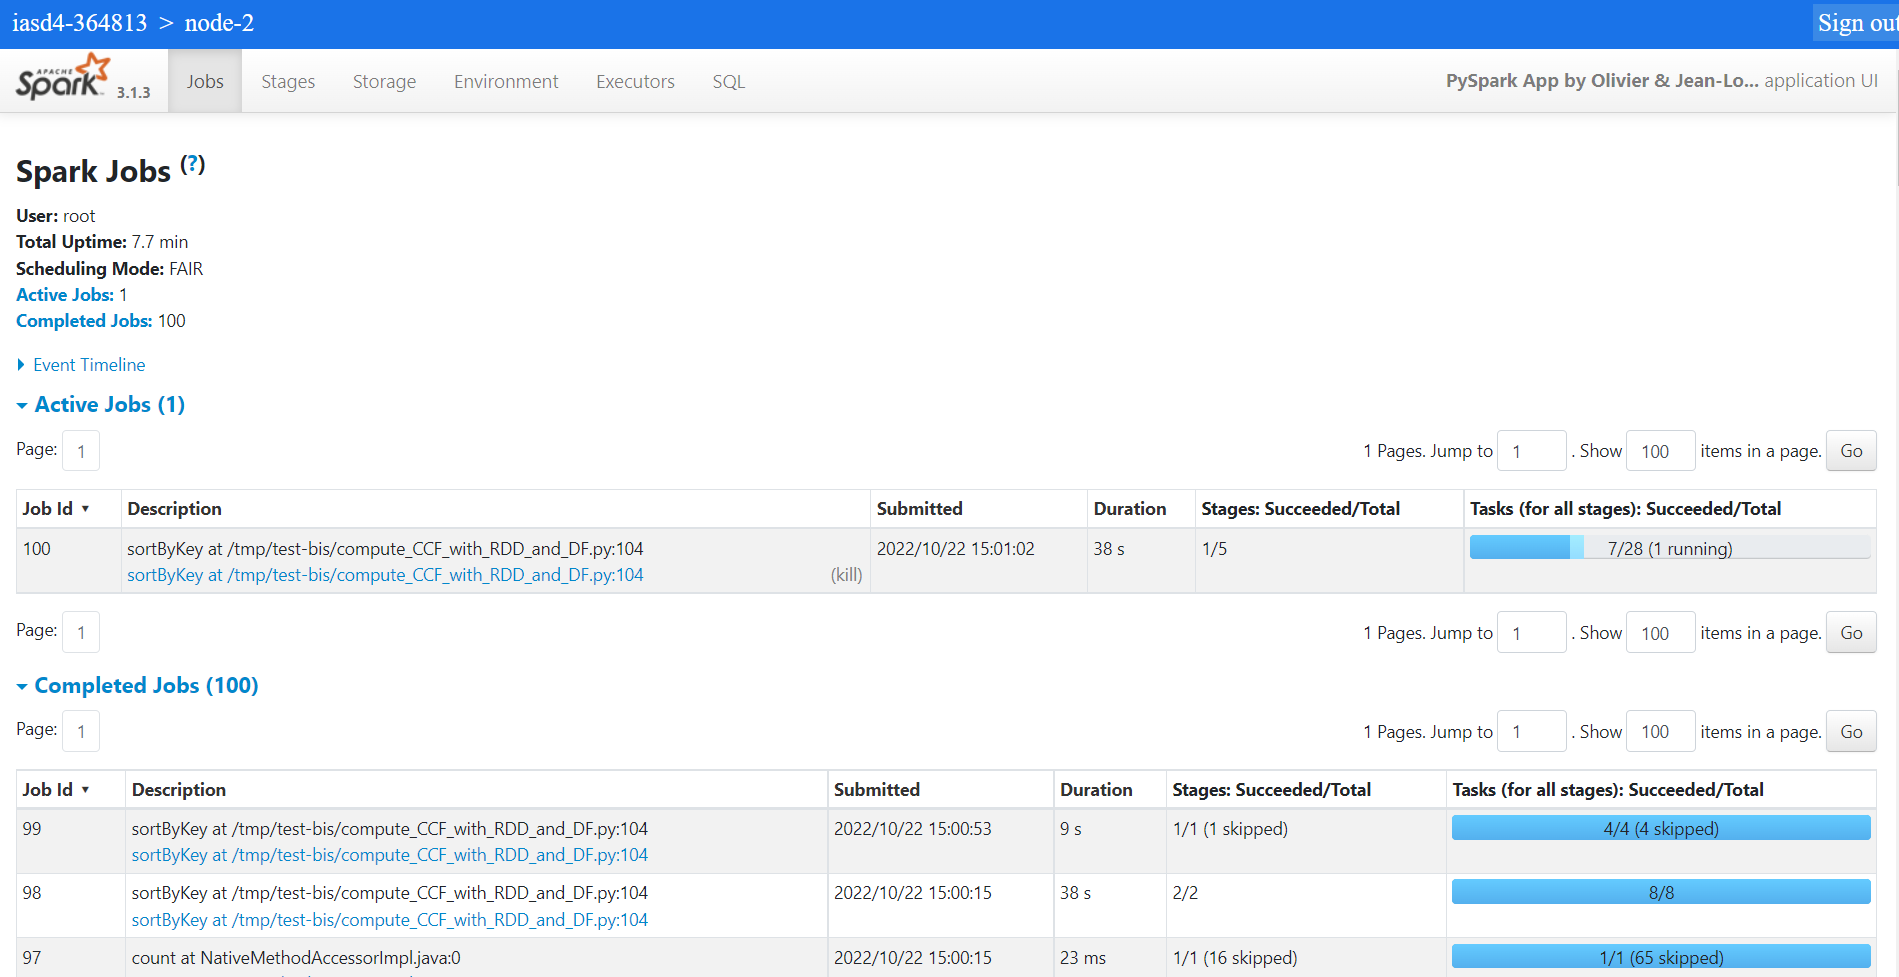 iasd4-364813 > node-2
Sign out
APACHE Spark 3.1.3 Jobs Stages Storage Environment Executors SQL PySpark App by Olivier & Jean-Lo... application UI
Spark Jobs (?)
User: root
Total Uptime: 7.7 min
Scheduling Mode: FAIR
Active Jobs: 1
Completed Jobs: 100
Event Timeline
Active Jobs (1)
Page: 1 1 Pages. Jump to 1 . Show 100 items in a page. Go
Job Id ▾ Description Submitted Duration Stages: Succeeded/Total Tasks (for all stages): Succeeded/Total
100 sortByKey at /tmp/test-bis/compute_CCF_with_RDD_and_DF.py:104 2022/10/22 15:01:02 38 s 1/5 7/28 (1 running)
sortByKey at /tmp/test-bis/compute_CCF_with_RDD_and_DF.py:104 (kill)
Page: 1 1 Pages. Jump to 1 . Show 100 items in a page. Go
Completed Jobs (100)
Page: 1 1 Pages. Jump to 1 . Show 100 items in a page. Go
Job Id ▾ Description Submitted Duration Stages: Succeeded/Total Tasks (for all stages): Succeeded/Total
99 sortByKey at /tmp/test-bis/compute_CCF_with_RDD_and_DF.py:104 2022/10/22 15:00:53 9 s 1/1 (1 skipped) 4/4 (4 skipped)
sortByKey at /tmp/test-bis/compute_CCF_with_RDD_and_DF.py:104
98 sortByKey at /tmp/test-bis/compute_CCF_with_RDD_and_DF.py:104 2022/10/22 15:00:15 38 s 2/2 8/8
sortByKey at /tmp/test-bis/compute_CCF_with_RDD_and_DF.py:104
97 count at NativeMethodAccessorImpl.java:0 2022/10/22 15:00:15 23 ms 1/1 (16 skipped) 1/1 (65 skipped)